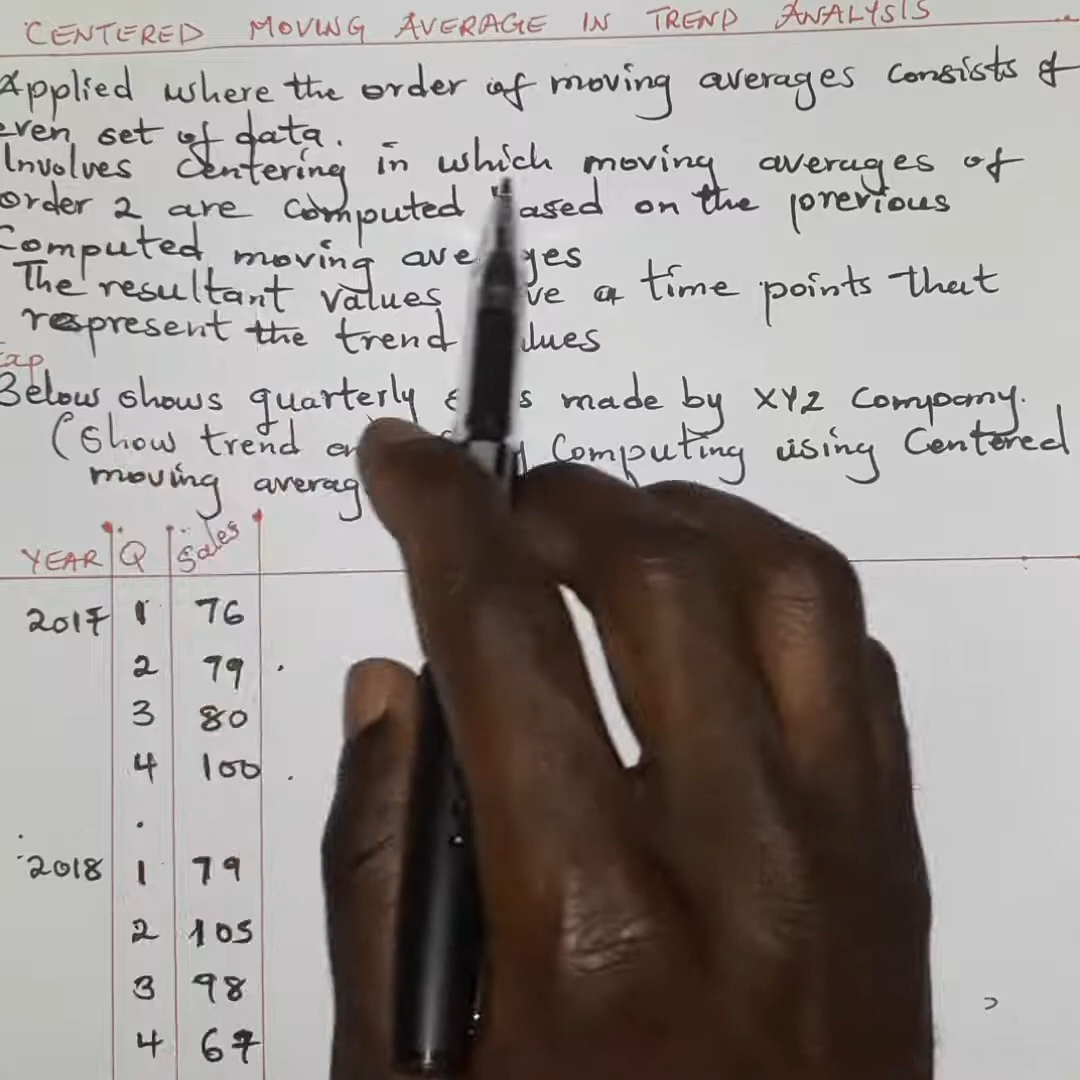 CENTERED MOVING AVERAGE IN TREND ANALYSIS
Applied where the order of moving averages consists of
even set of data.
Involves Centering in which moving averages of
order 2 are computed based on the previous
Computed moving averages
The resultant values a time points that
represent the trend
Exp
Below shows quarterly made by XYZ Company.
(Show trend Computing using Centered
moving
YEAR Q Sales
2017 1 76
2 79
3 80
4 100
2018 1 79
2 105
3 98
4 67